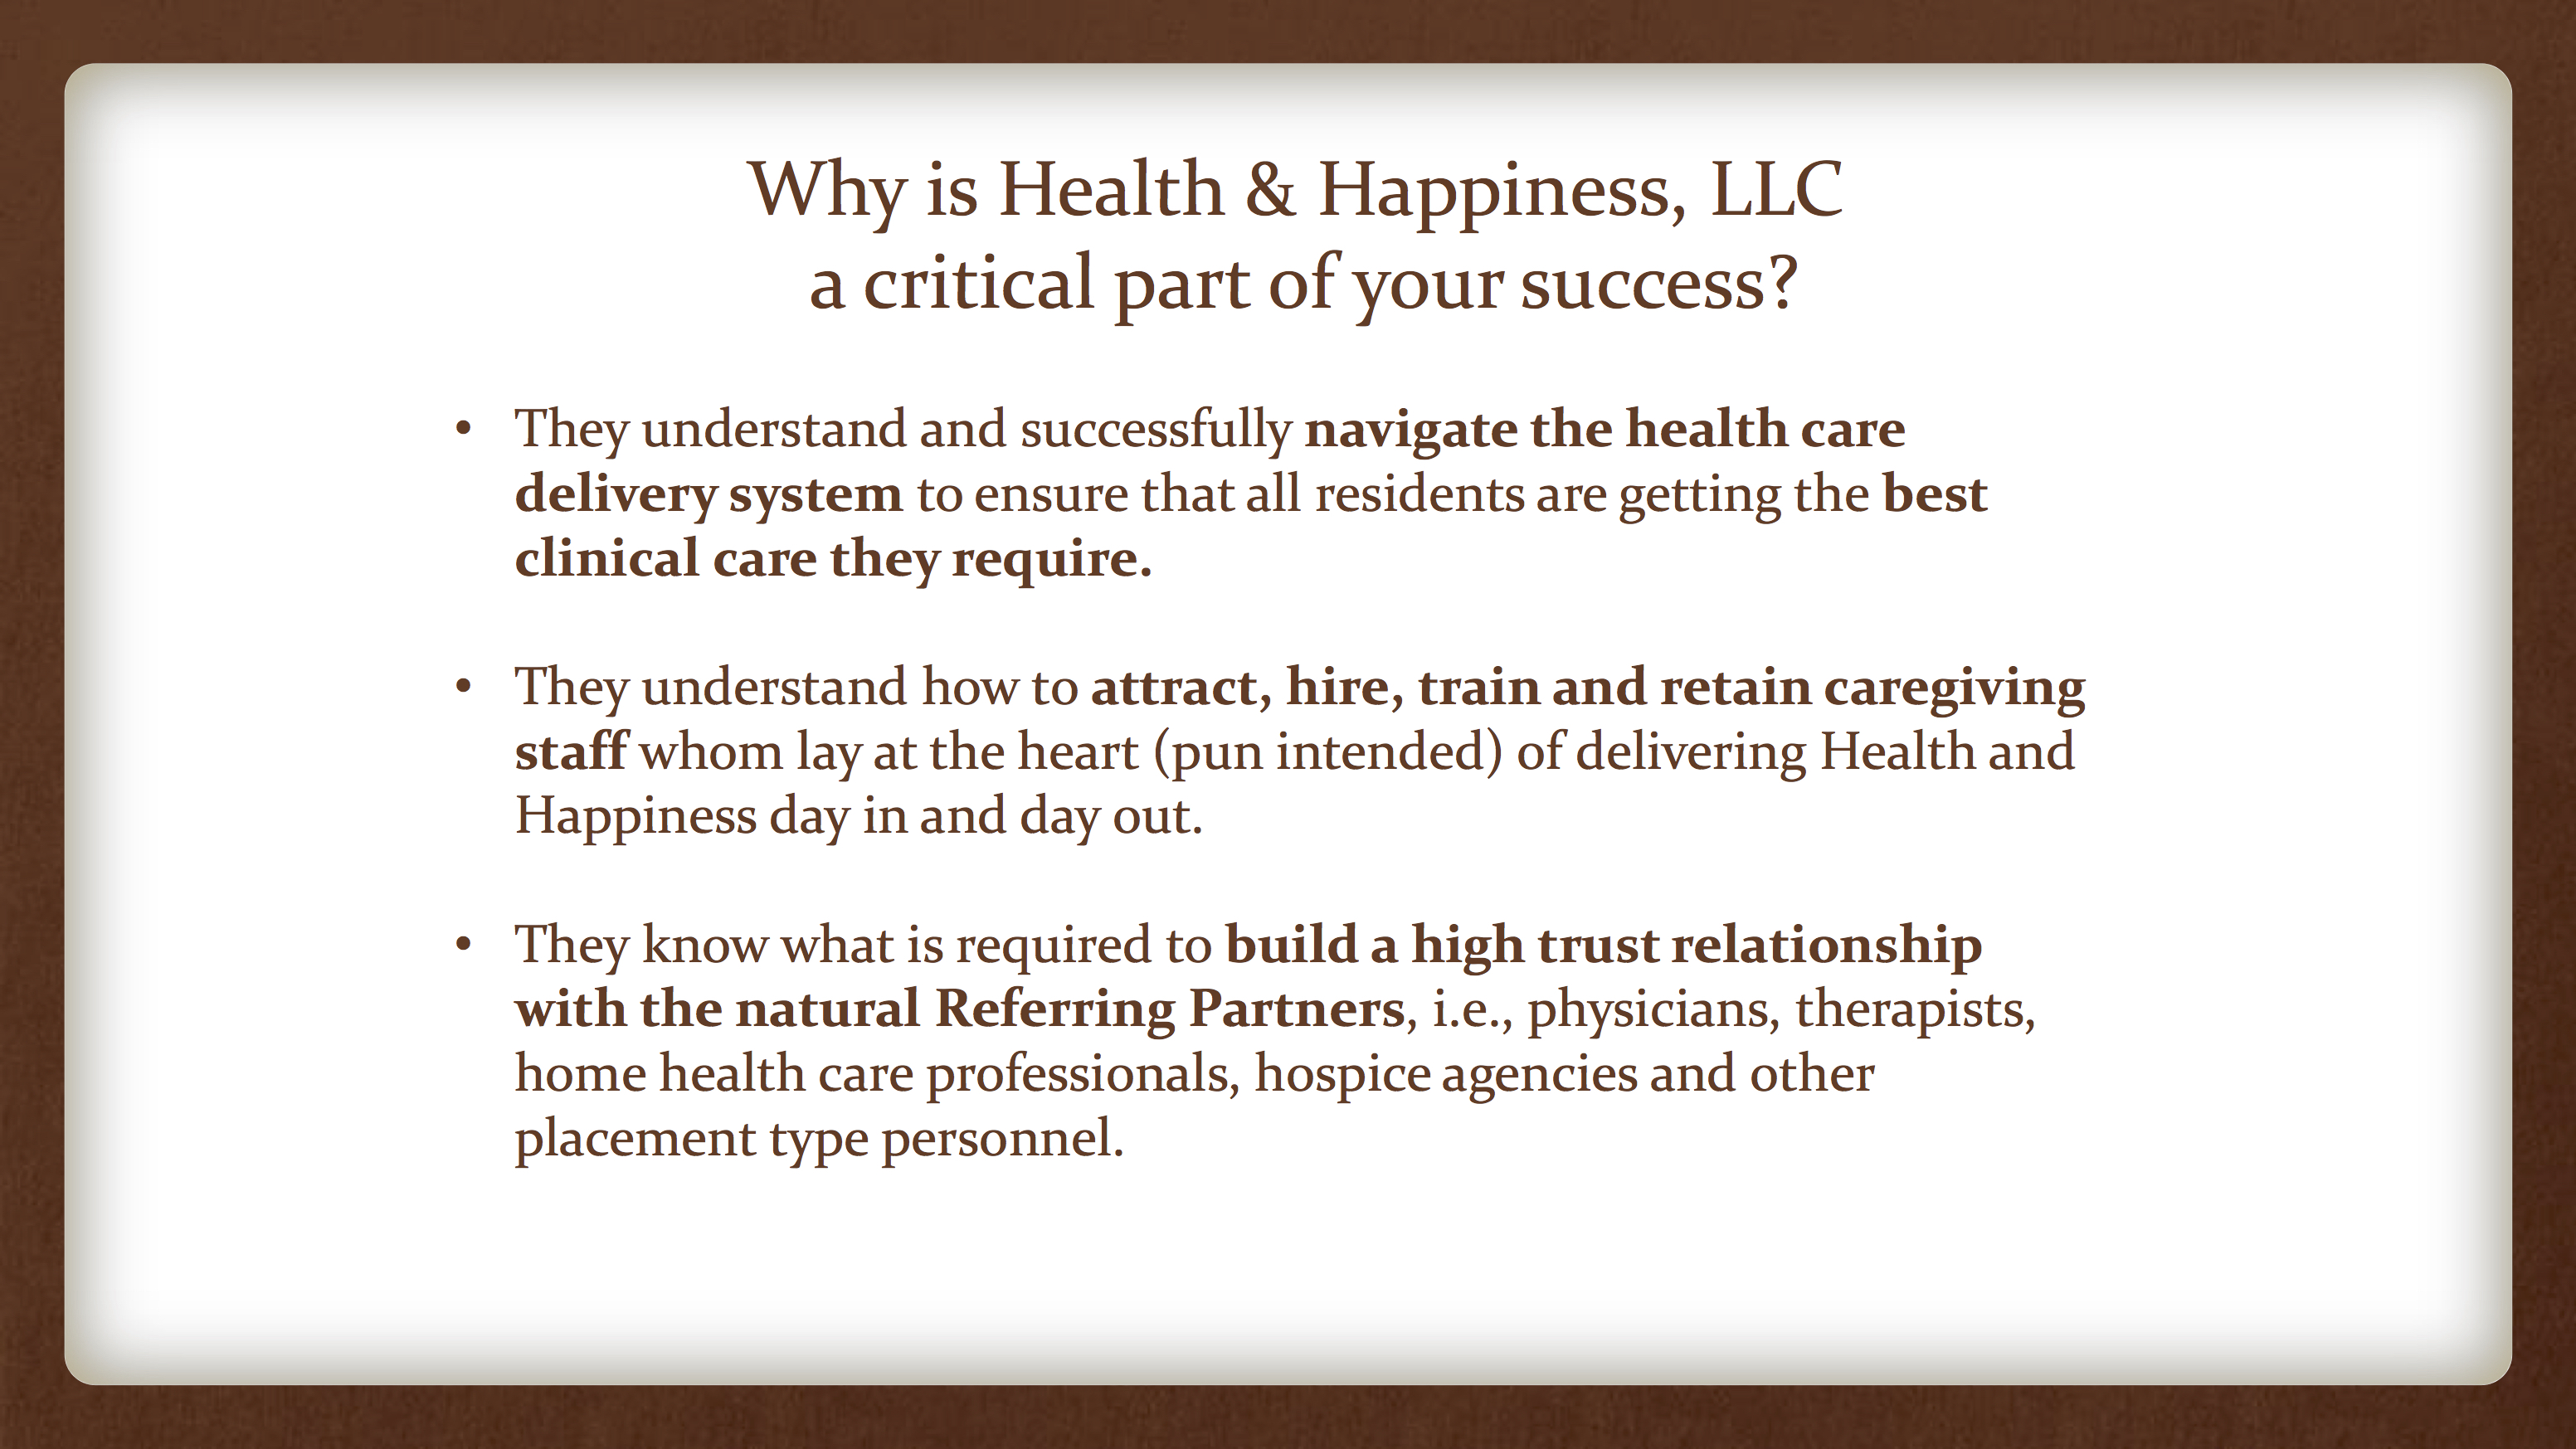 Why is Health & Happiness, LLC
a critical part of your success?
• They understand and successfully navigate the health care
delivery system to ensure that all residents are getting the best
clinical care they require.
• They understand how to attract, hire, train and retain caregiving
staff whom lay at the heart (pun intended) of delivering Health and
Happiness day in and day out.
• They know what is required to build a high trust relationship
with the natural Referring Partners, i.e., physicians, therapists,
home health care professionals, hospice agencies and other
placement type personnel.